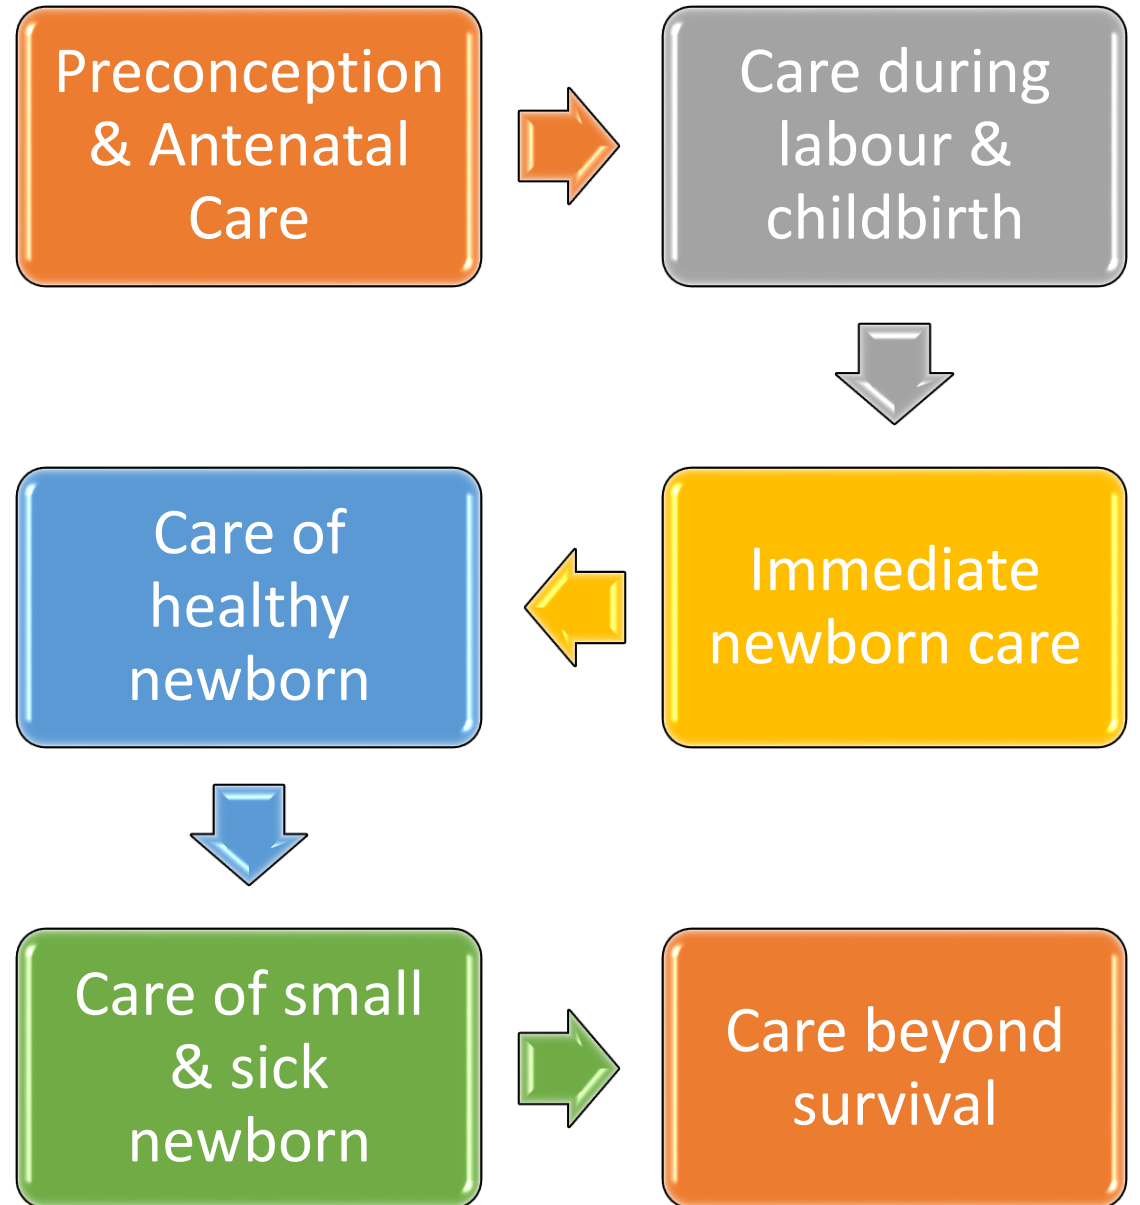 Preconception
& Antenatal
Care
Care during
labour &
childbirth
Immediate
newborn care
Care of
healthy
newborn
Care of small
& sick
newborn
Care beyond
survival